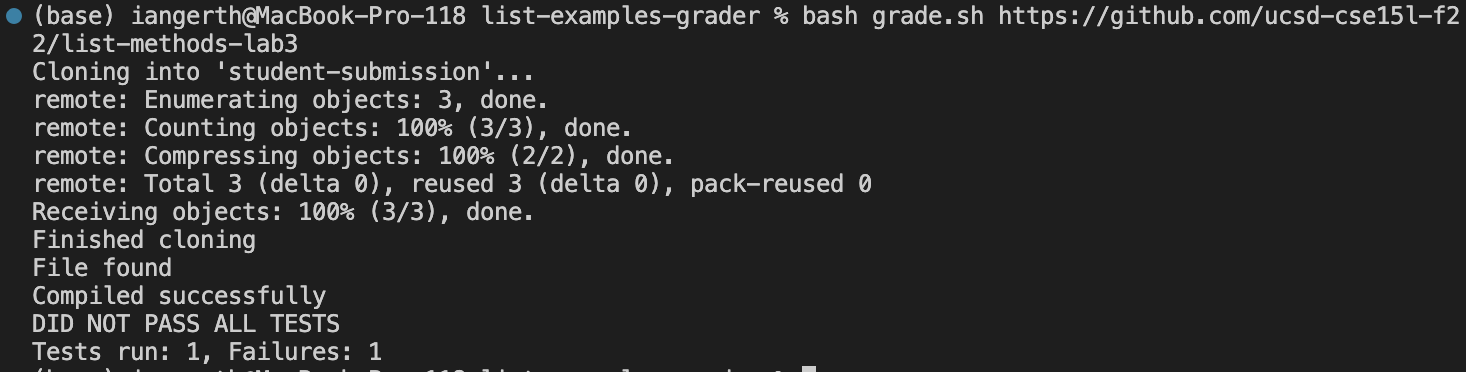 (base) iangerth@MacBook-Pro-118 list-examples-grader % bash grade.sh https://github.com/ucsd-cse15l-f2
2/list-methods-lab3
Cloning into 'student-submission'...
remote: Enumerating objects: 3, done.
remote: Counting objects: 100% (3/3), done.
remote: Compressing objects: 100% (2/2), done.
remote: Total 3 (delta 0), reused 3 (delta 0), pack-reused 0
Receiving objects: 100% (3/3), done.
Finished cloning
File found
Compiled successfully
DID NOT PASS ALL TESTS
Tests run: 1, Failures: 1